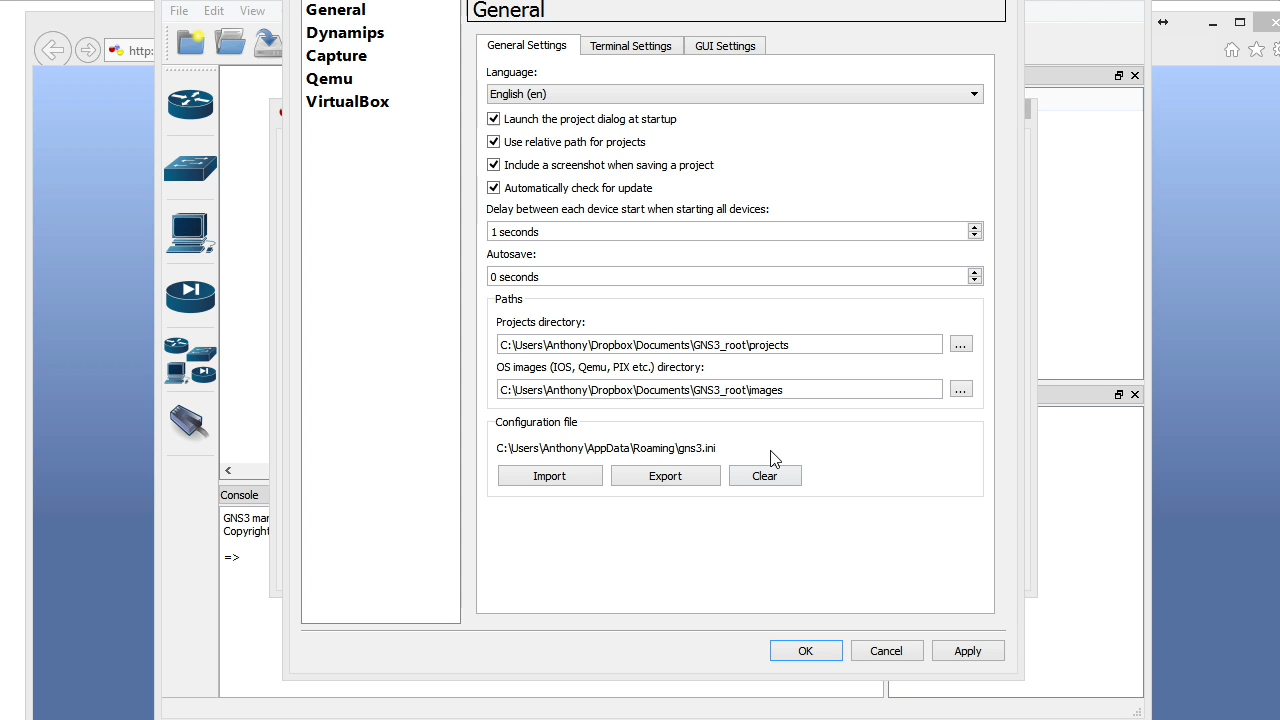 File Edit View
http:
General
Dynamips
Capture
Qemu
VirtualBox
General
General Settings Terminal Settings GUI Settings
Language:
English (en)
Launch the project dialog at startup
Use relative path for projects
Include a screenshot when saving a project
Automatically check for update
Delay between each device start when starting all devices:
1 seconds
Autosave:
0 seconds
Paths
Projects directory:
C:\Users\Anthony\Dropbox\Documents\GNS3_root\projects
...
OS images (IOS, Qemu, PIX etc.) directory:
C:\Users\Anthony\Dropbox\Documents\GNS3_root\images
...
Configuration file
C:\Users\Anthony\AppData\Roaming\gns3.ini
Import Export Clear
Console
GNS3 mar
Copyright
=>
OK Cancel Apply